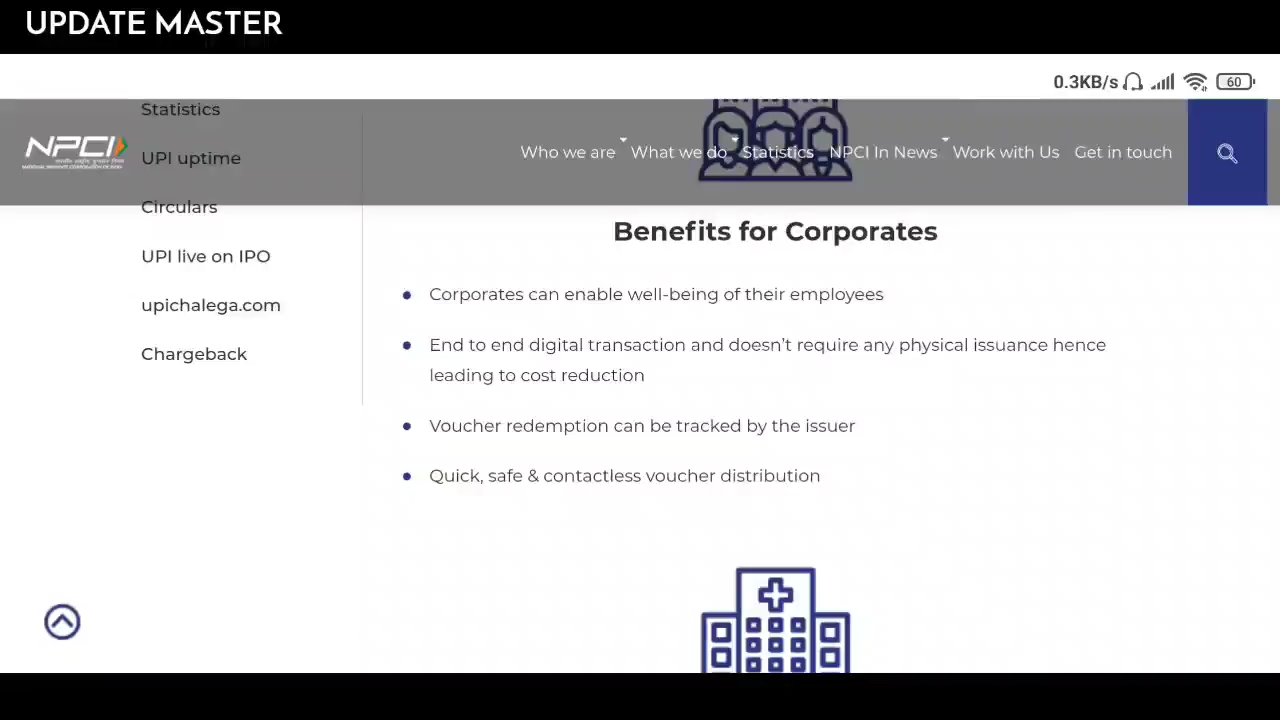 UPDATE MASTER
0.3KB/s
60
Statistics
NPCI
UPI uptime
Who we are
What we do
Statistics
NPCI In News
Work with Us
Get in touch
Circulars
UPI live on IPO
upichalega.com
Chargeback
Benefits for Corporates
Corporates can enable well-being of their employees
End to end digital transaction and doesn’t require any physical issuance hence
leading to cost reduction
Voucher redemption can be tracked by the issuer
Quick, safe & contactless voucher distribution